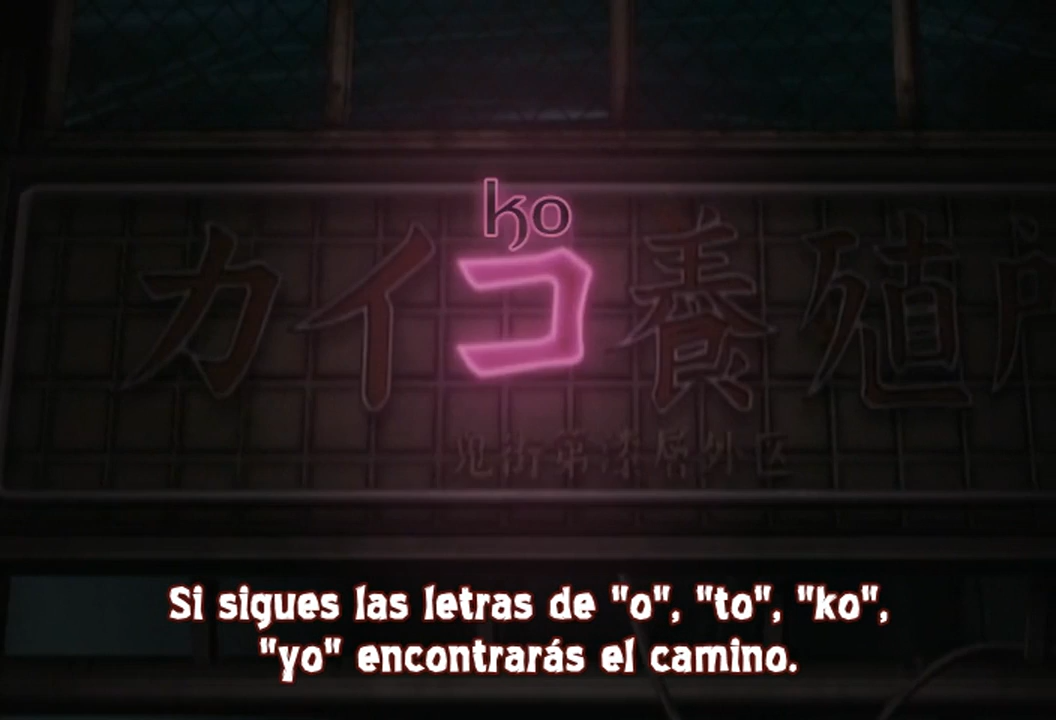 ko
カイコ養殖所
Si sigues las letras de "o", "to", "ko",
"yo" encontrarás el camino.